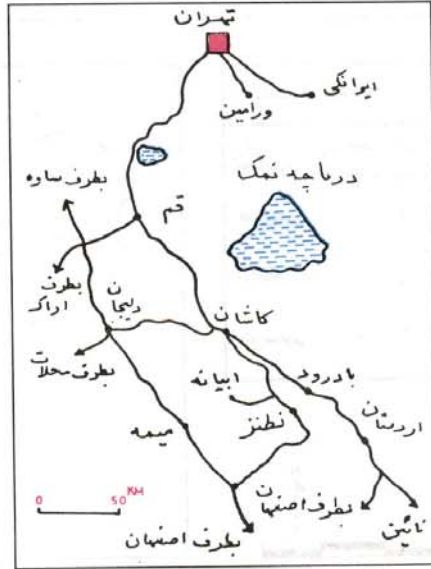 تهران
ایوانکی
ورامین
دریاچه نمک
بطرف ساوه
قم
بطرف
اراک
دلیجان
کاشان
بطرف محلات
ابیانه
بادرود
نطنز
اردستان
میمه
0 50 KM
بطرف اصفهان
بطرف اصفهان
نائین